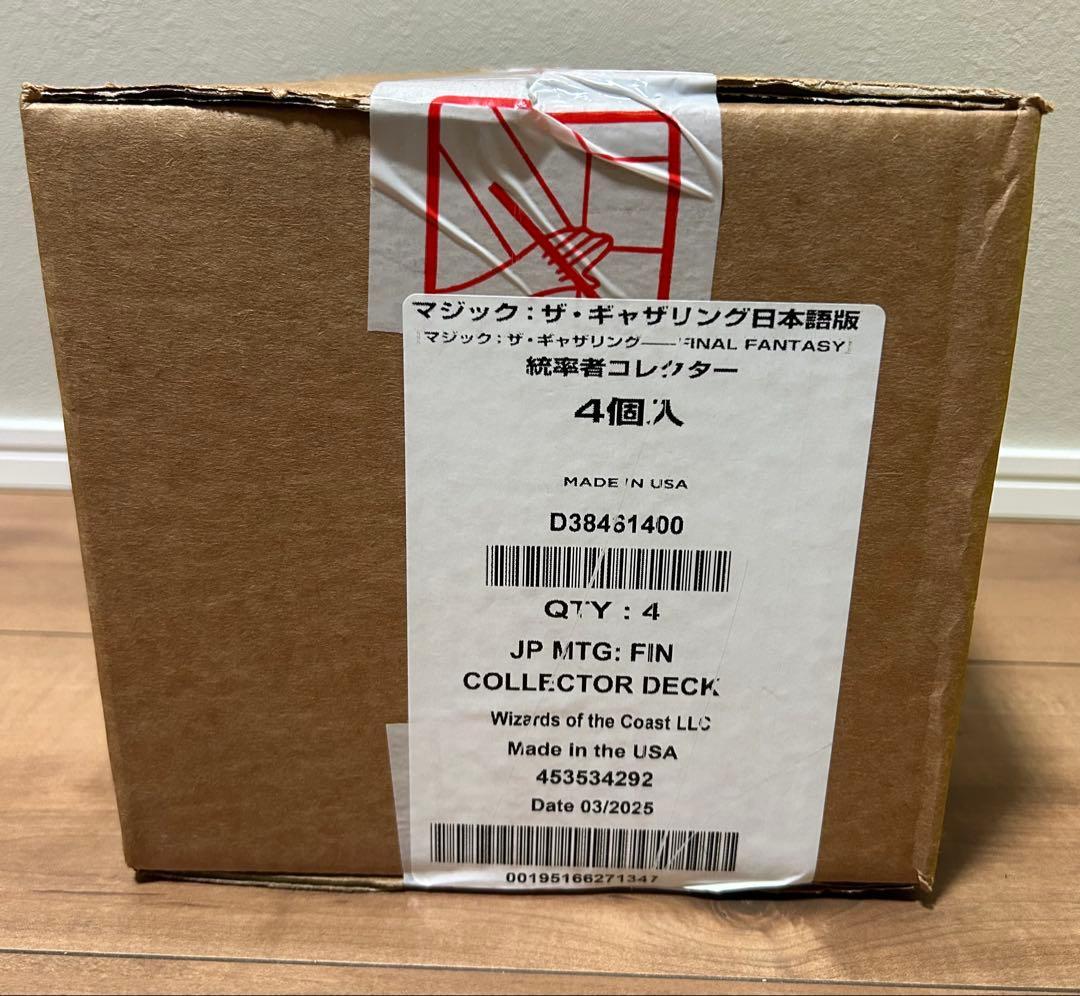 マジック：ザ・ギャザリング日本語版
『マジック：ザ・ギャザリング——FINAL FANTASY』
統率者コレクター
4個入
MADE IN USA
D38461400
QTY : 4
JP MTG: FIN
COLLECTOR DECK
Wizards of the Coast LLC
Made in the USA
453534292
Date 03/2025
00195166271347